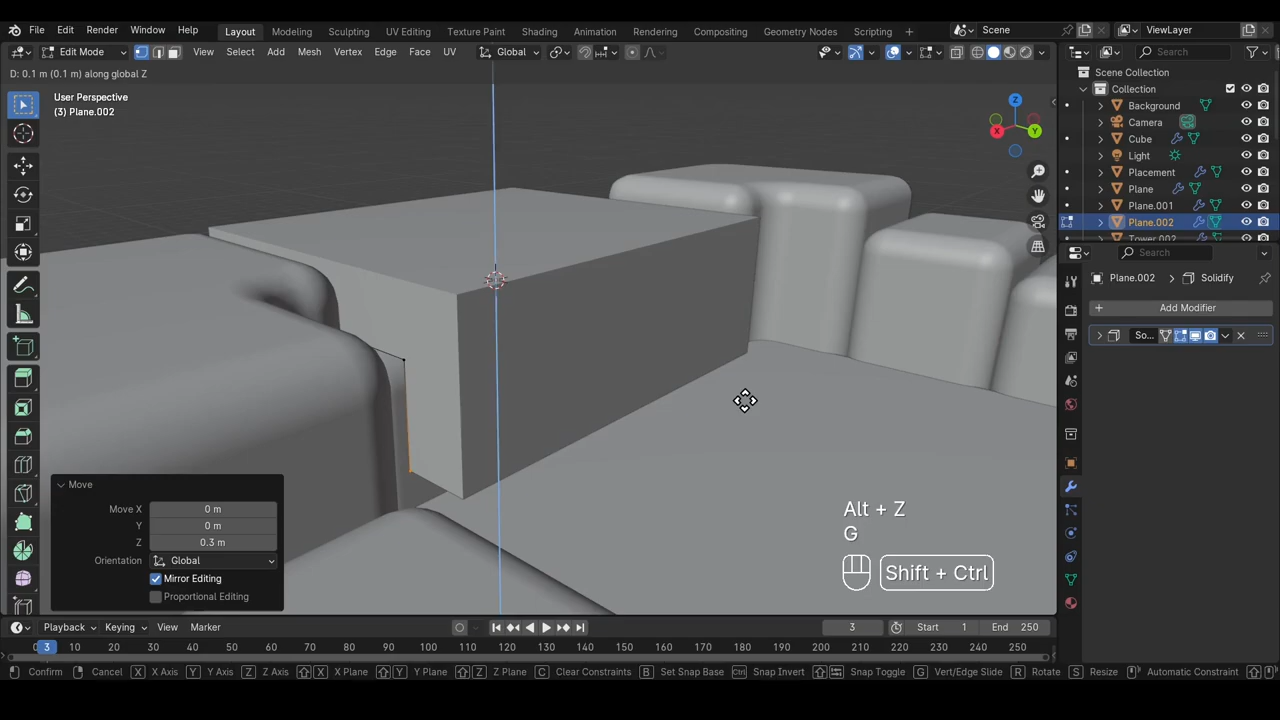 File Edit Render Window Help Layout Modeling Sculpting UV Editing Texture Paint Shading Animation Rendering Compositing Geometry Nodes Scripting Scene ViewLayer
Edit Mode View Select Add Mesh Vertex Edge Face UV Global Search
D: 0.1 m (0.1 m) along global Z
Scene Collection
Collection
User Perspective
(3) Plane.002
Background
Camera
Cube
Light
Placement
Plane
Plane.001
Plane.002
Z
X
Y
Search
Plane.002 > Solidify
Add Modifier
So...
Move
Move X 0 m
Y 0 m
Z 0.3 m
Orientation Global
Mirror Editing
Proportional Editing
Alt + Z
G
Shift + Ctrl
Playback Keying View Marker 3 Start 1 End 250
3
0 10 20 30 40 50 60 70 80 90 100 110 120 130 140 150 160 170 180 190 200 210 220 230 240 250
Confirm Cancel X X Axis Y Y Axis Z Z Axis X X Plane Y Y Plane Z Z Plane C Clear Constraints B Set Snap Base Ctrl Snap Invert Snap Toggle G Vert/Edge Slide R Rotate S Resize Automatic Constraint